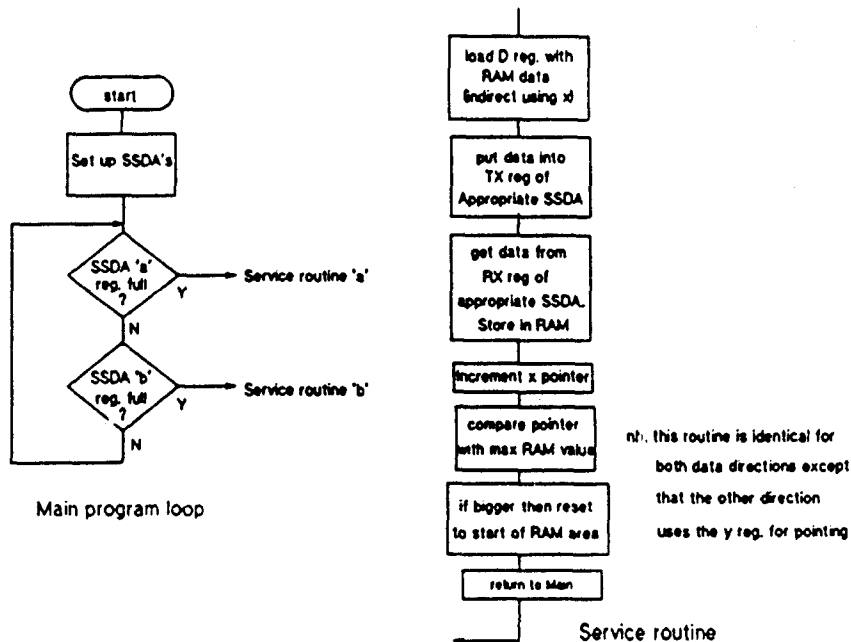 start
Set up SSDA's
SSDA 'a'
reg. full
?
Y
Service routine 'a'
N
SSDA 'b'
reg. full
?
Y
Service routine 'b'
N
Main program loop
load D reg. with
RAM data
(indirect using x)
put data into
TX reg of
Appropriate SSDA
get data from
RX reg of
appropriate SSDA.
Store in RAM
Increment x pointer
compare pointer
with max RAM value
if bigger then reset
to start of RAM area
return to Main
nb. this routine is identical for
both data directions except
that the other direction
uses the y reg. for pointing
Service routine